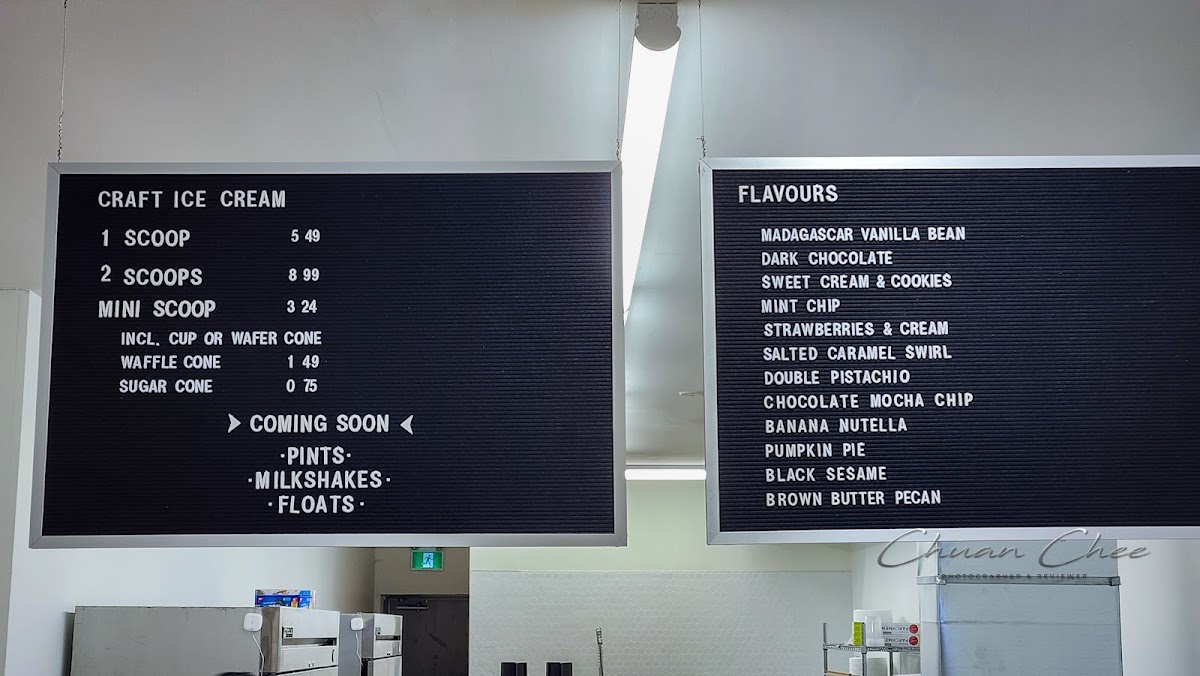 CRAFT ICE CREAM
1 SCOOP 5 49
2 SCOOPS 8 99
MINI SCOOP 3 24
INCL. CUP OR WAFER CONE
WAFFLE CONE 1 49
SUGAR CONE 0 75
COMING SOON
·PINTS·
·MILKSHAKES·
·FLOATS·
FLAVOURS
MADAGASCAR VANILLA BEAN
DARK CHOCOLATE
SWEET CREAM & COOKIES
MINT CHIP
STRAWBERRIES & CREAM
SALTED CARAMEL SWIRL
DOUBLE PISTACHIO
CHOCOLATE MOCHA CHIP
BANANA NUTELLA
PUMPKIN PIE
BLACK SESAME
BROWN BUTTER PECAN
Chuan Chee
PHOTOGRAPHER & REVIEWER